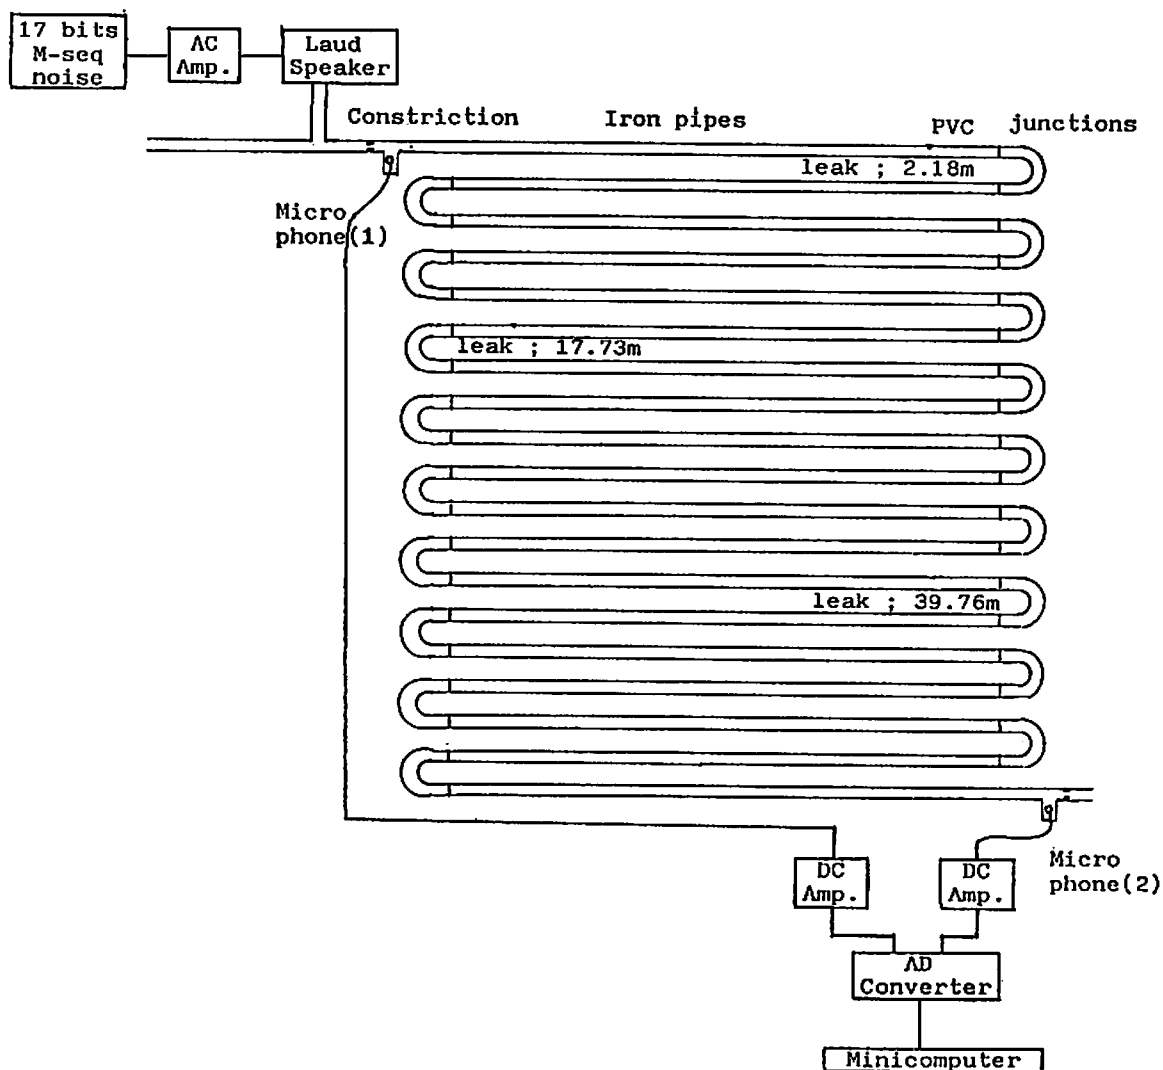 17 bits
M-seq
noise
AC
Amp.
Laud
Speaker
Constriction
Iron pipes
PVC junctions
leak ; 2.18m
Micro
phone(1)
leak ; 17.73m
leak ; 39.76m
Micro
phone(2)
DC
Amp.
DC
Amp.
AD
Converter
Minicomputer